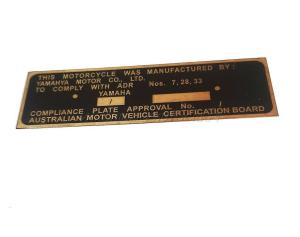 THIS MOTORCYCLE WAS MANUFACTURED BY:
YAMAHYA MOTOR CO., LTD.
TO COMPLY WITH ADR Nos. 7,28,33
YAMAHA
/
COMPLIANCE PLATE APPROVAL No. /
AUSTRALIAN MOTOR VEHICLE CERTIFICATION BOARD